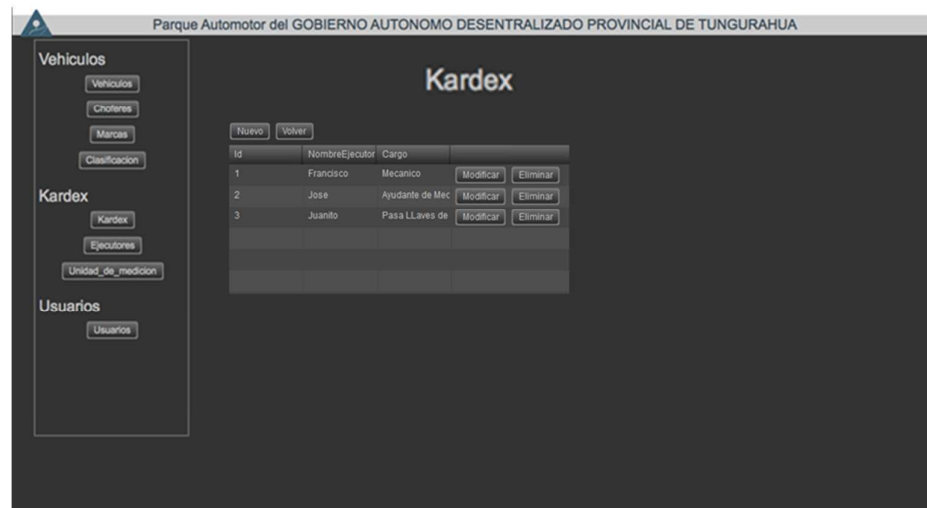 Parque Automotor del GOBIERNO AUTONOMO DESENTRALIZADO PROVINCIAL DE TUNGURAHUA
Vehiculos
Vehiculos
Choferes
Marcas
Clasificacion
Kardex
Kardex
Ejecutores
Unidad_de_medicion
Usuarios
Usuarios
Kardex
Nuevo Volver
Id NombreEjecutor Cargo
1 Francisco Mecanico Modificar Eliminar
2 Jose Ayudante de Mec Modificar Eliminar
3 Juanito Pasa LLaves de Modificar Eliminar